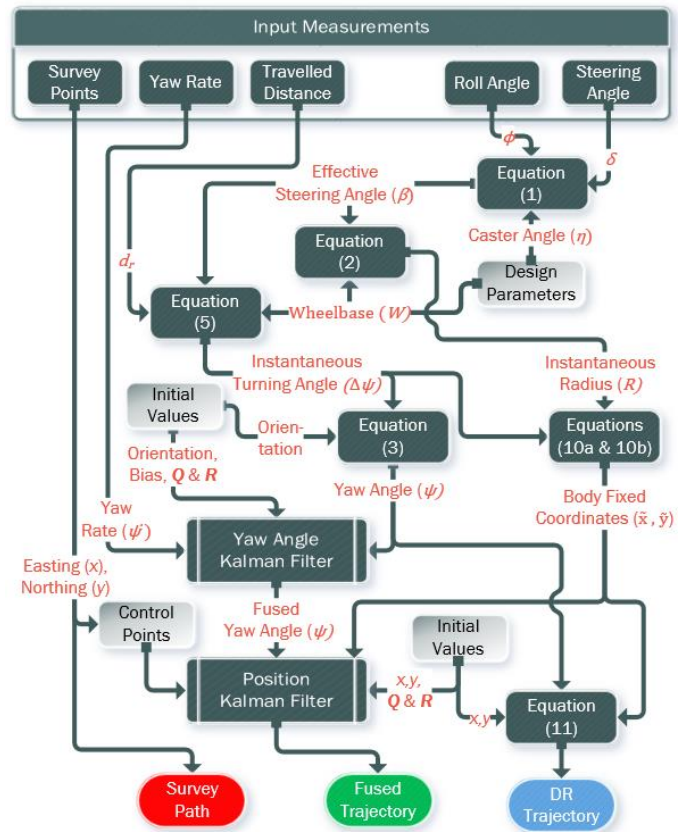 Input Measurements
Survey
Points
Yaw Rate
Travelled
Distance
Roll Angle
Steering
Angle
ϕ
δ
Effective
Steering Angle (β)
Equation
(1)
Equation
(2)
Caster Angle (η)
d_r
Design
Parameters
Equation
(5)
Wheelbase (W)
Instantaneous
Turning Angle (Δψ)
Instantaneous
Radius (R)
Initial
Values
Orien-
tation
Equation
(3)
Equations
(10a & 10b)
Orientation,
Bias, Q & R
Yaw Angle (ψ)
Body Fixed
Coordinates (x̃ , ỹ)
Yaw
Rate (ψ̇)
Yaw Angle
Kalman Filter
Easting (x),
Northing (y)
Control
Points
Fused
Yaw Angle (ψ)
Initial
Values
Position
Kalman Filter
x,y,
Q & R
x,y
Equation
(11)
Survey
Path
Fused
Trajectory
DR
Trajectory